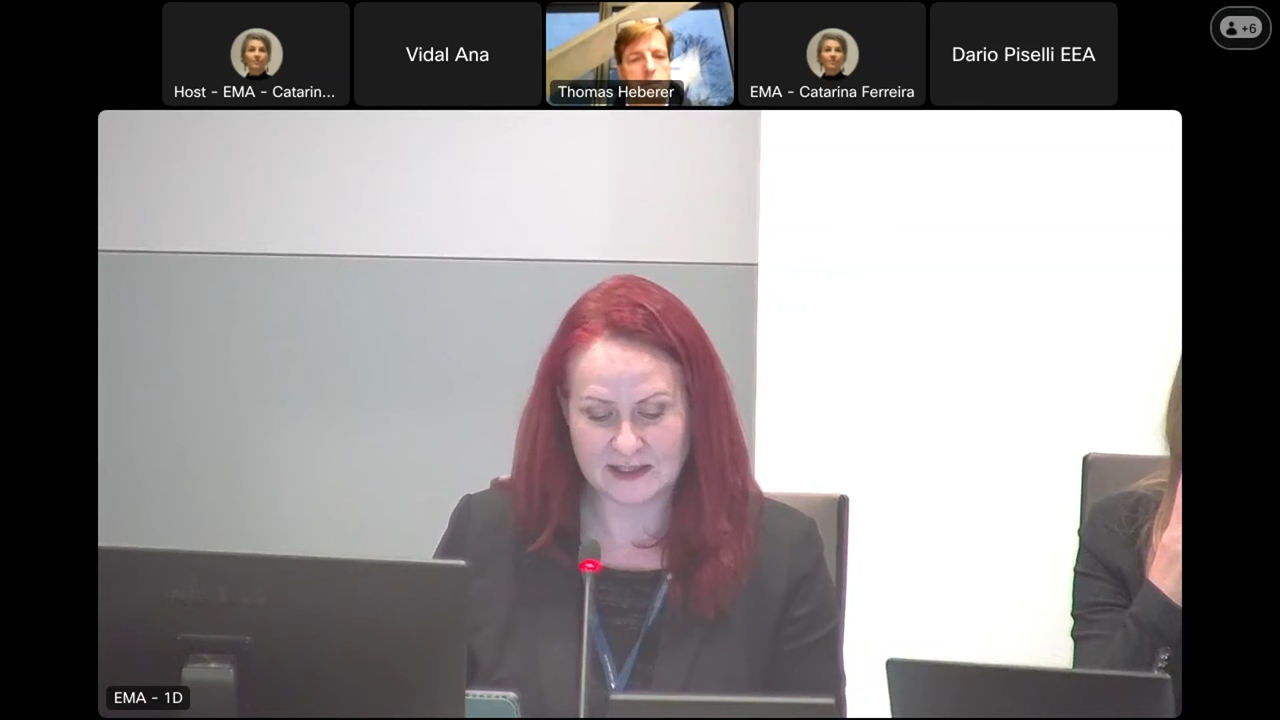 Host - EMA - Catarin...
Vidal Ana
Thomas Heberer
EMA - Catarina Ferreira
Dario Piselli EEA
+6
EMA - 1D